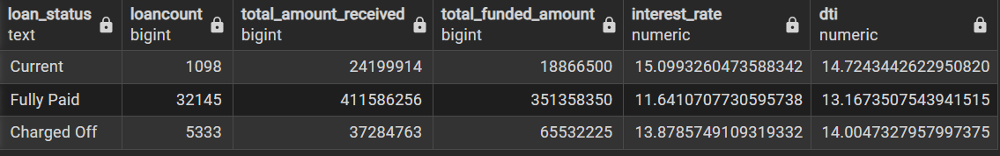 loan_status loancount total_amount_received total_funded_amount interest_rate dti
text bigint bigint bigint numeric numeric
Current 1098 24199914 18866500 15.0993260473588342 14.7243442622950820
Fully Paid 32145 411586256 351358350 11.6410707730595738 13.1673507543941515
Charged Off 5333 37284763 65532225 13.8785749109319332 14.0047327957997375